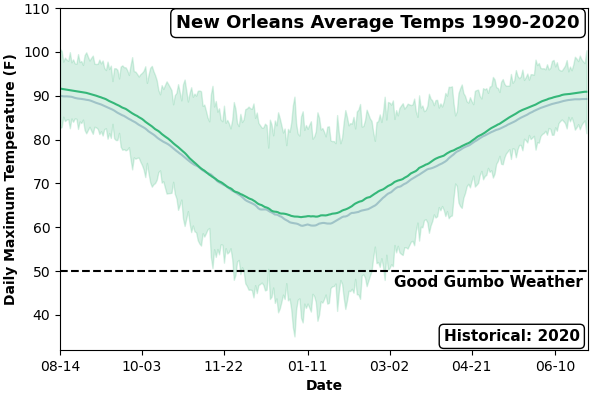 New Orleans Average Temps 1990-2020
Daily Maximum Temperature (F)
110
100
90
80
70
60
50
40
Good Gumbo Weather
Historical: 2020
08-14 10-03 11-22 01-11 03-02 04-21 06-10
Date